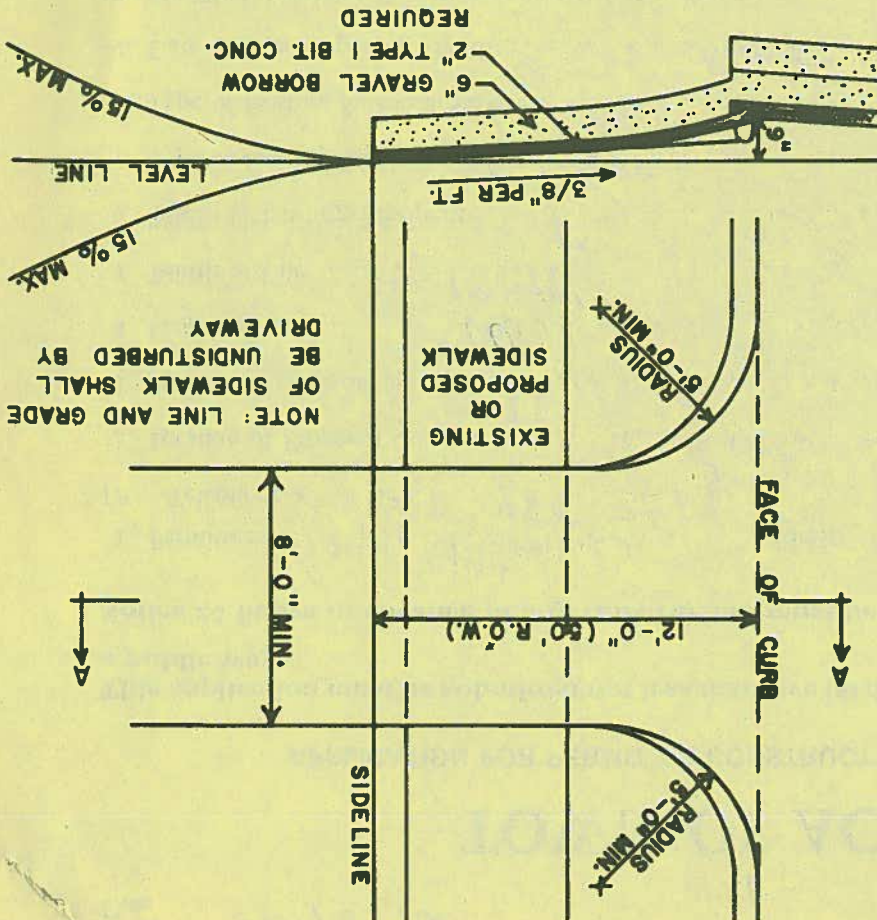 RADIUS
5'-0" MIN.
SIDELINE
FACE OF CURB
A
12'-0" (50' R.O.W.)
8'-0" MIN.
A
EXISTING
OR
PROPOSED
SIDEWALK
NOTE: LINE AND GRADE
OF SIDEWALK SHALL
BE UNDISTURBED BY
DRIVEWAY
RADIUS
5'-0" MIN.
3/8" PER FT.
15% MAX.
LEVEL LINE
6"
15% MAX.
6" GRAVEL BORROW
2" TYPE I BIT. CONC.
REQUIRED